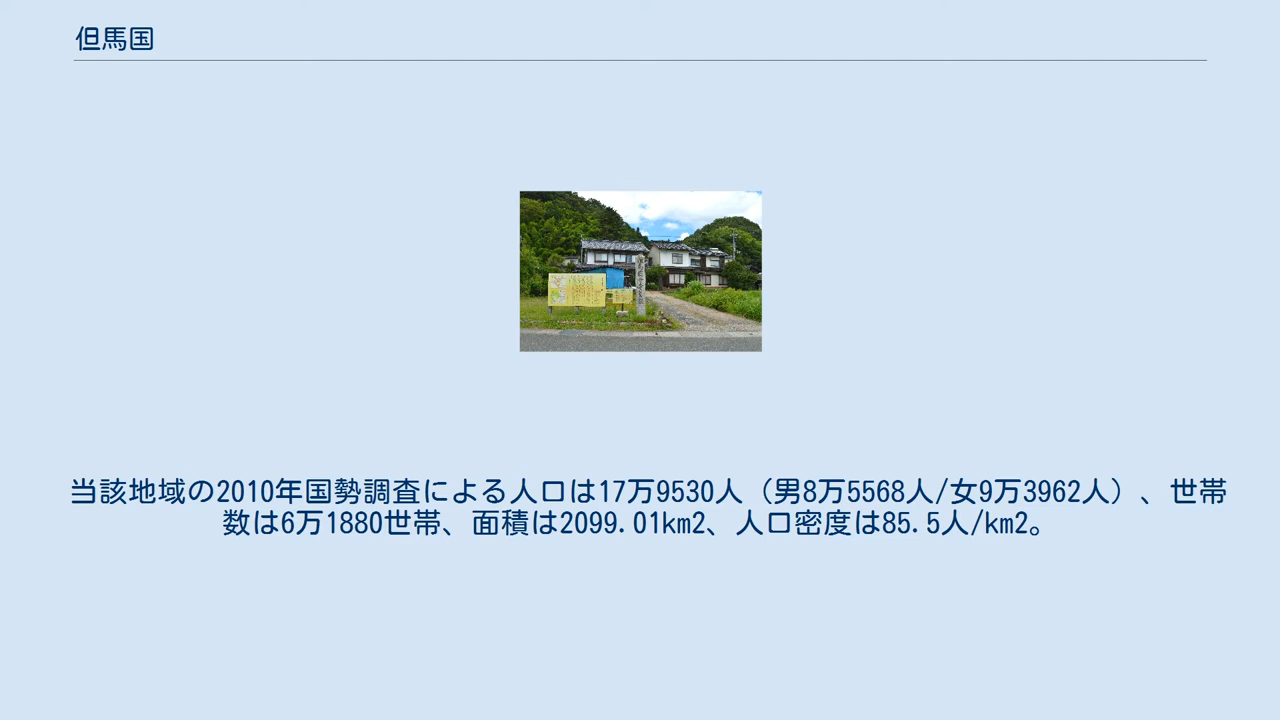 但馬国
当該地域の2010年国勢調査による人口は17万9530人（男8万5568人/女9万3962人）、世帯
数は6万1880世帯、面積は2099.01km2、人口密度は85.5人/km2。